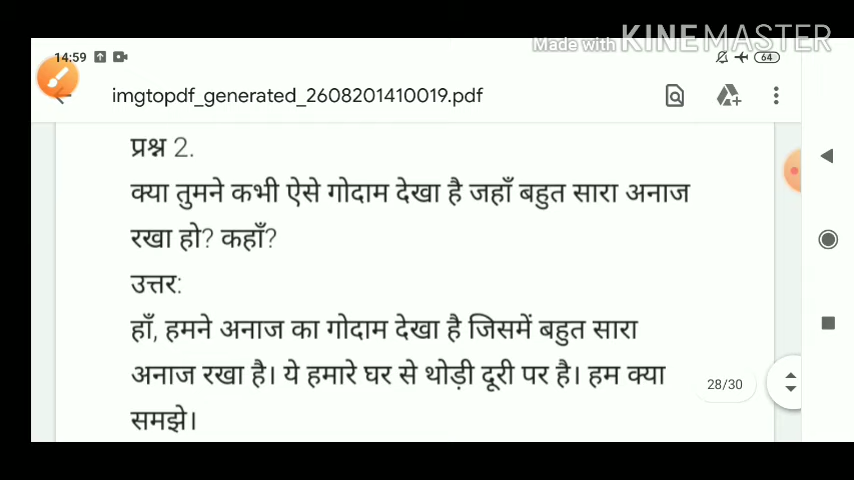 Made with KINEMASTER
14:59 64
imgtopdf_generated_2608201410019.pdf
प्रश्न 2.
क्या तुमने कभी ऐसे गोदाम देखा है जहाँ बहुत सारा अनाज
रखा हो? कहाँ?
उत्तर:
हाँ, हमने अनाज का गोदाम देखा है जिसमें बहुत सारा
अनाज रखा है। ये हमारे घर से थोड़ी दूरी पर है। हम क्या
28/30
समझे।